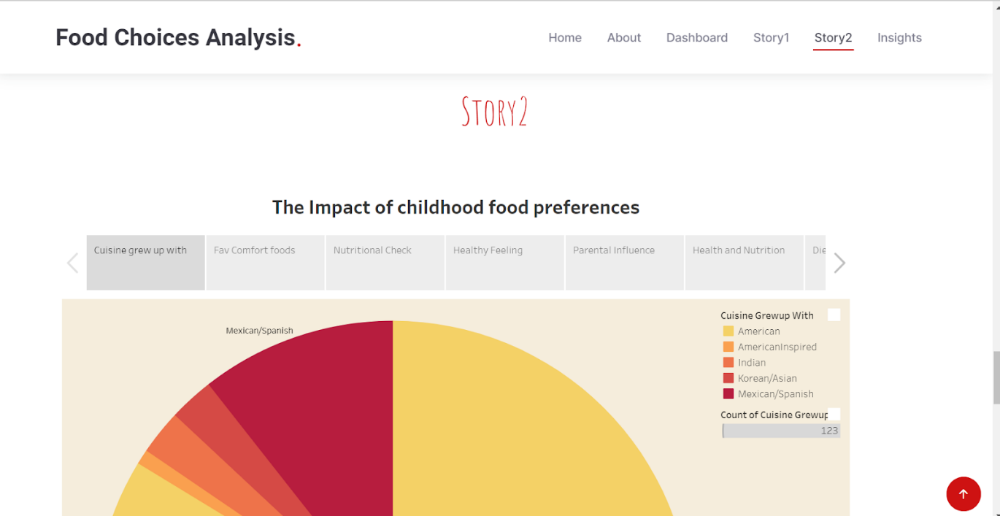 Food Choices Analysis.
Home About Dashboard Story1 Story2 Insights
Story2
The Impact of childhood food preferences
Cuisine grew up with Fav Comfort foods Nutritional Check Healthy Feeling Parental Influence Health and Nutrition Die
Mexican/Spanish
Cuisine Grewup With
American
AmericanInspired
Indian
Korean/Asian
Mexican/Spanish
Count of Cuisine Grewup
123